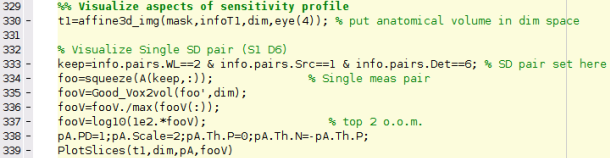 329 %% Visualize aspects of sensitivity profile
330 - t1=affine3d_img(mask,infoT1,dim,eye(4)); % put anatomical volume in dim space
331
332 % Visualize Single SD pair (S1 D6)
333 - keep=info.pairs.WL==2 & info.pairs.Src==1 & info.pairs.Det==6; % SD pair set here
334 - foo=squeeze(A(keep,:)); % Single meas pair
335 - fooV=Good_Vox2vol(foo',dim);
336 - fooV=fooV./max(fooV(:));
337 - fooV=log10(1e2.*fooV); % top 2 o.o.m.
338 - pA.PD=1;pA.Scale=2;pA.Th.P=0;pA.Th.N=-pA.Th.P;
339 - PlotSlices(t1,dim,pA,fooV)